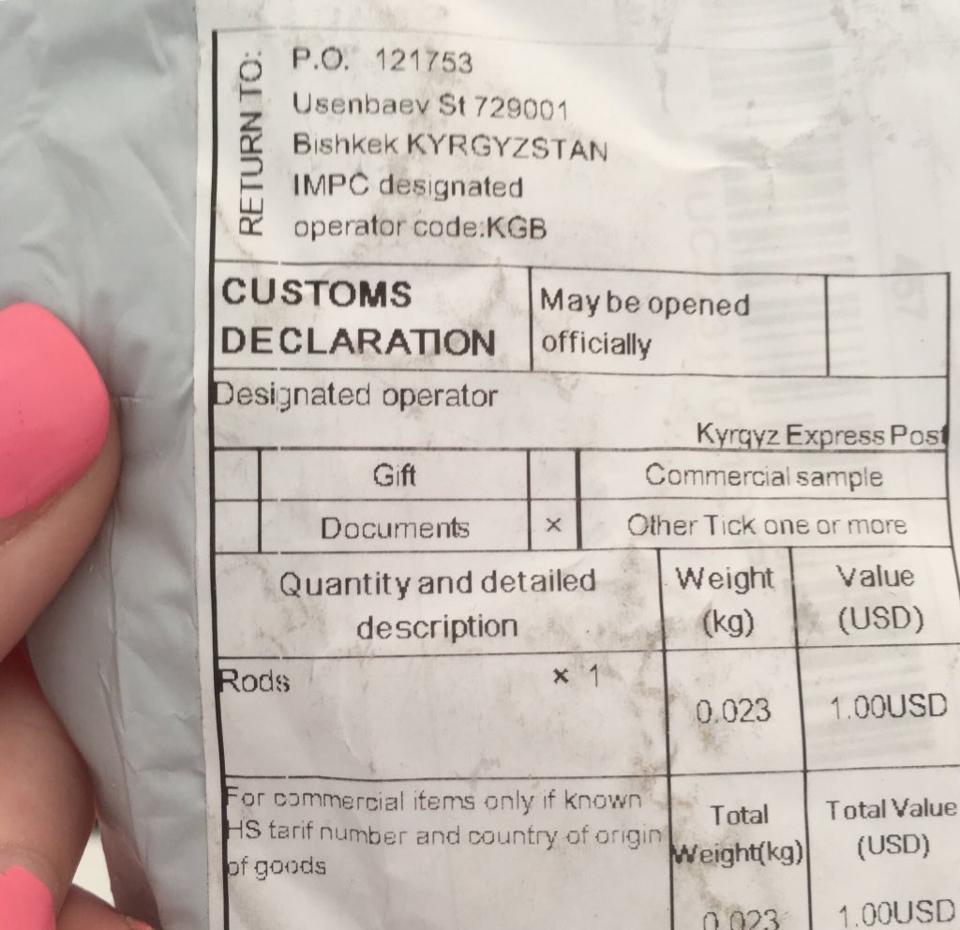 RETURN TO:
P.O. 121753
Usenbaev St 729001
Bishkek KYRGYZSTAN
IMPC designated
operator code:KGB
CUSTOMS
DECLARATION
May be opened
officially
Designated operator
Kyrgyz Express Post
Gift
Commercial sample
Documents
×
Other Tick one or more
Quantity and detailed
description
Weight
(kg)
Value
(USD)
Rods × 1
0.023
1.00USD
For commercial items only if known
HS tarif number and country of origin
of goods
Total
Weight(kg)
Total Value
(USD)
0.023
1.00USD